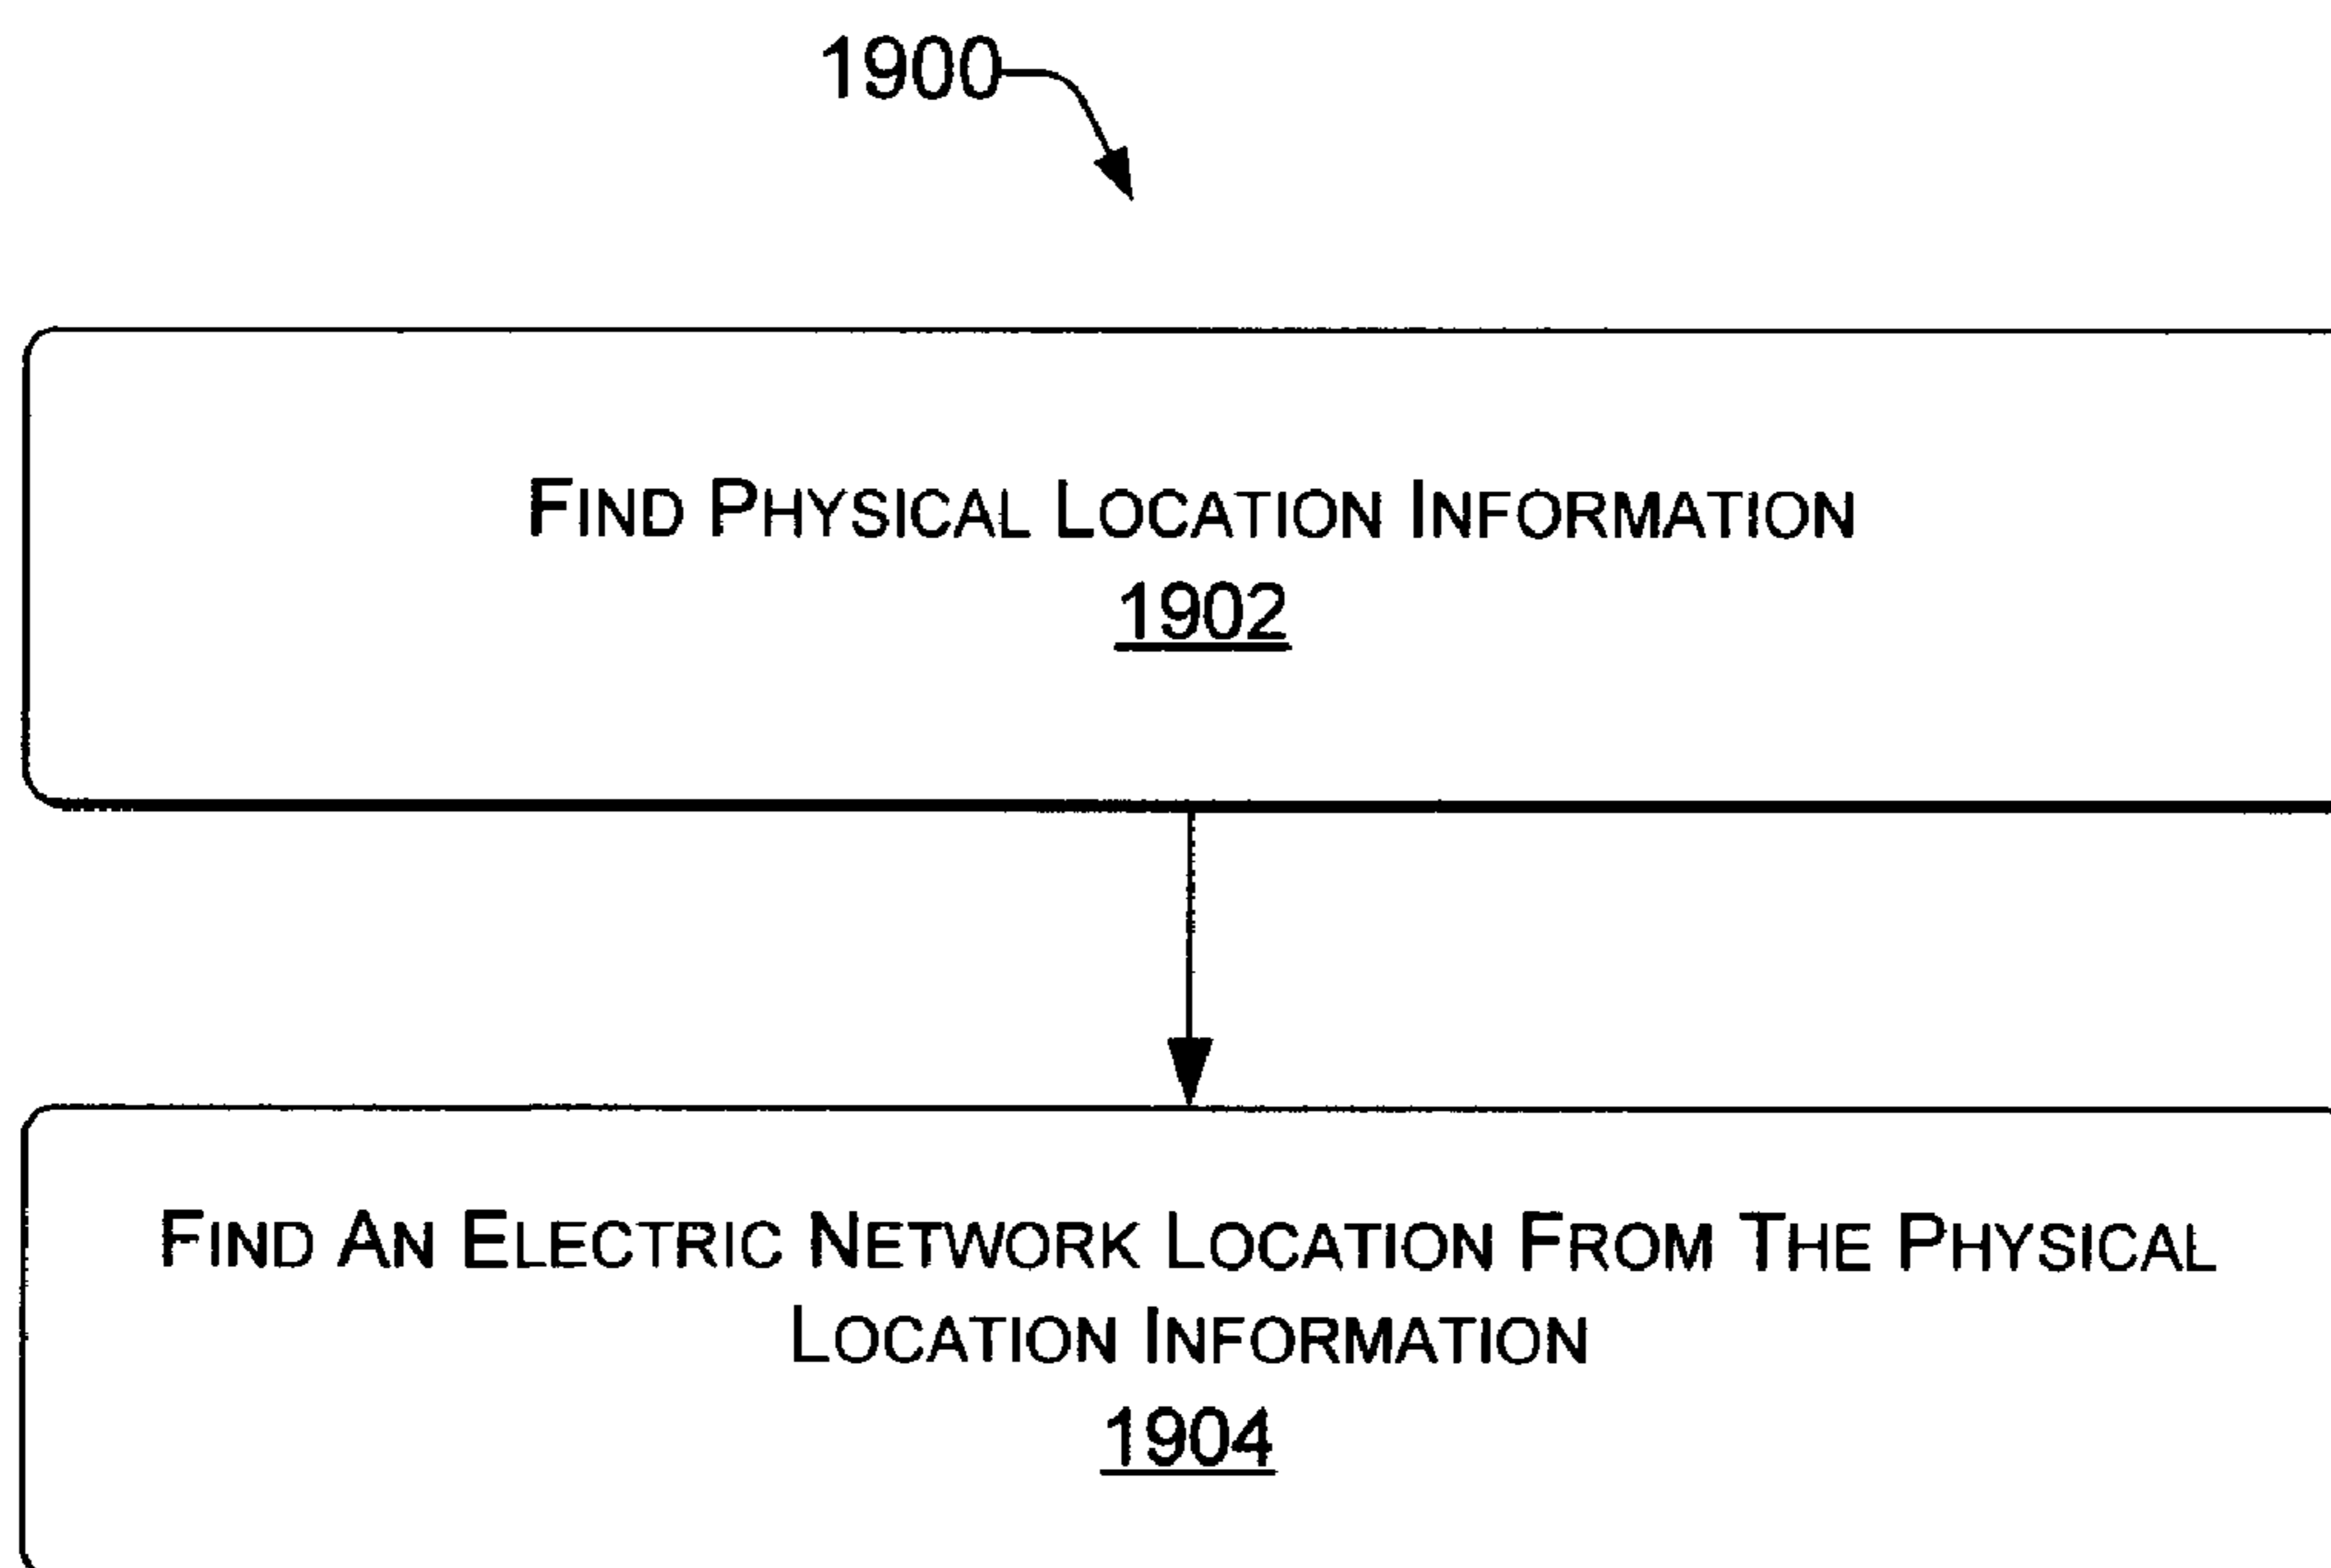 1900
FIND PHYSICAL LOCATION INFORMATION
1902
FIND AN ELECTRIC NETWORK LOCATION FROM THE PHYSICAL
LOCATION INFORMATION
1904